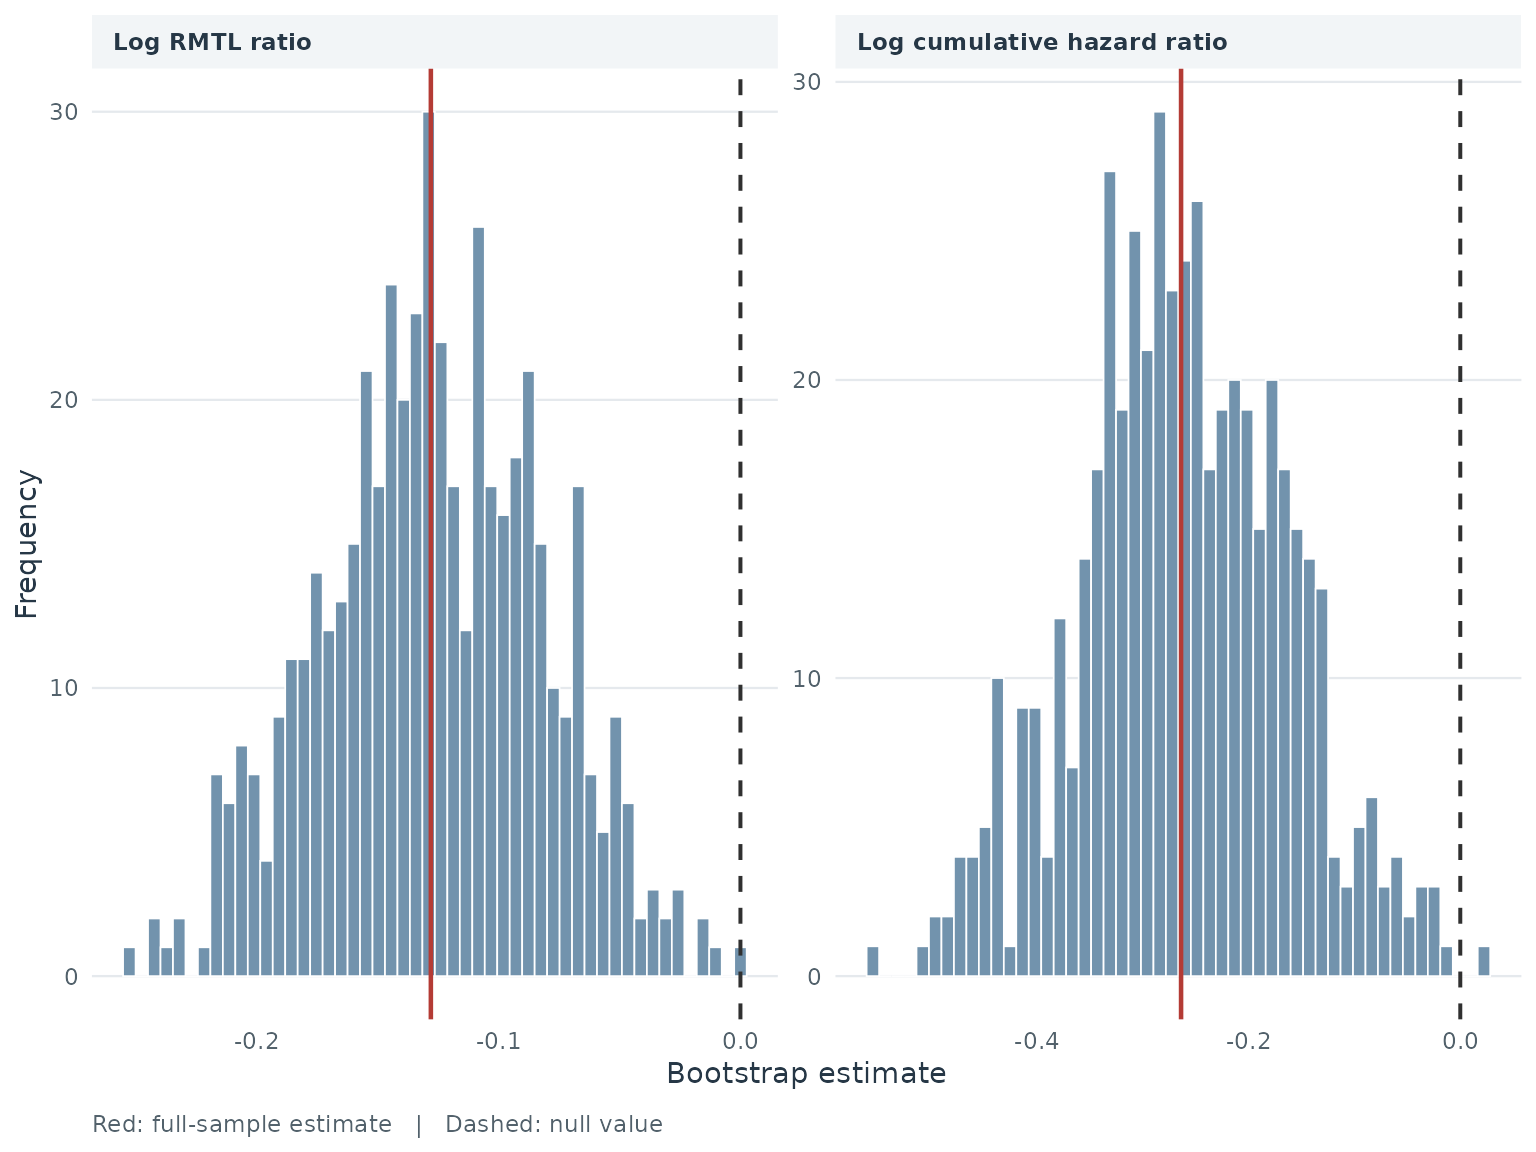 Log RMTL ratio
Log cumulative hazard ratio
30
20
10
0
30
20
10
0
Frequency
-0.2
-0.1
0.0
-0.4
-0.2
0.0
Bootstrap estimate
Red: full-sample estimate | Dashed: null value